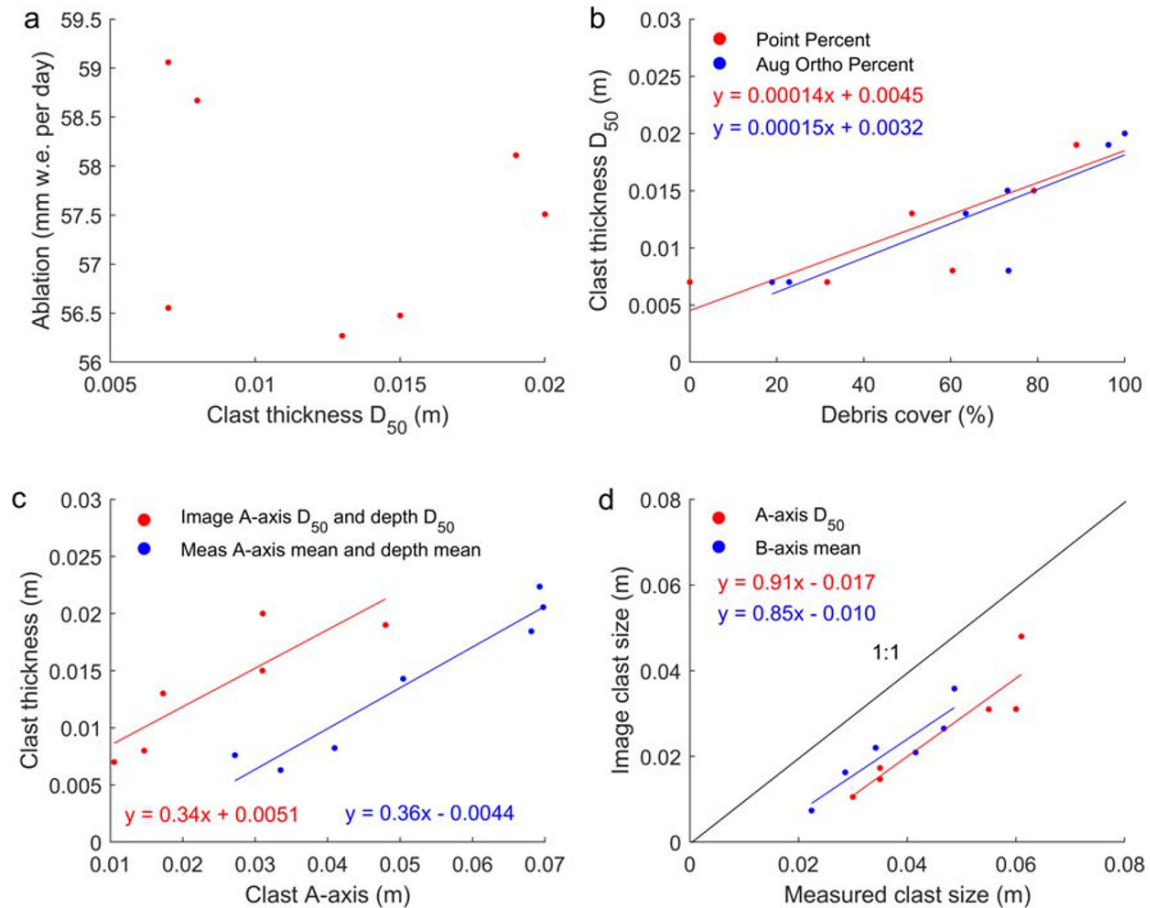 a
59.5
59
58.5
58
57.5
57
56.5
56
0.005
0.01
0.015
0.02
Ablation (mm w.e. per day)
Clast thickness D50 (m)
b
0.03
0.025
0.02
0.015
0.01
0.005
0
0
20
40
60
80
100
Clast thickness D50 (m)
Debris cover (%)
Point Percent
Aug Ortho Percent
y = 0.00014x + 0.0045
y = 0.00015x + 0.0032
c
0.03
0.025
0.02
0.015
0.01
0.005
0
0.01
0.02
0.03
0.04
0.05
0.06
0.07
Clast thickness (m)
Clast A-axis (m)
Image A-axis D50 and depth D50
Meas A-axis mean and depth mean
y = 0.34x + 0.0051
y = 0.36x - 0.0044
d
0.08
0.06
0.04
0.02
0
0
0.02
0.04
0.06
0.08
Image clast size (m)
Measured clast size (m)
A-axis D50
B-axis mean
y = 0.91x - 0.017
y = 0.85x - 0.010
1:1